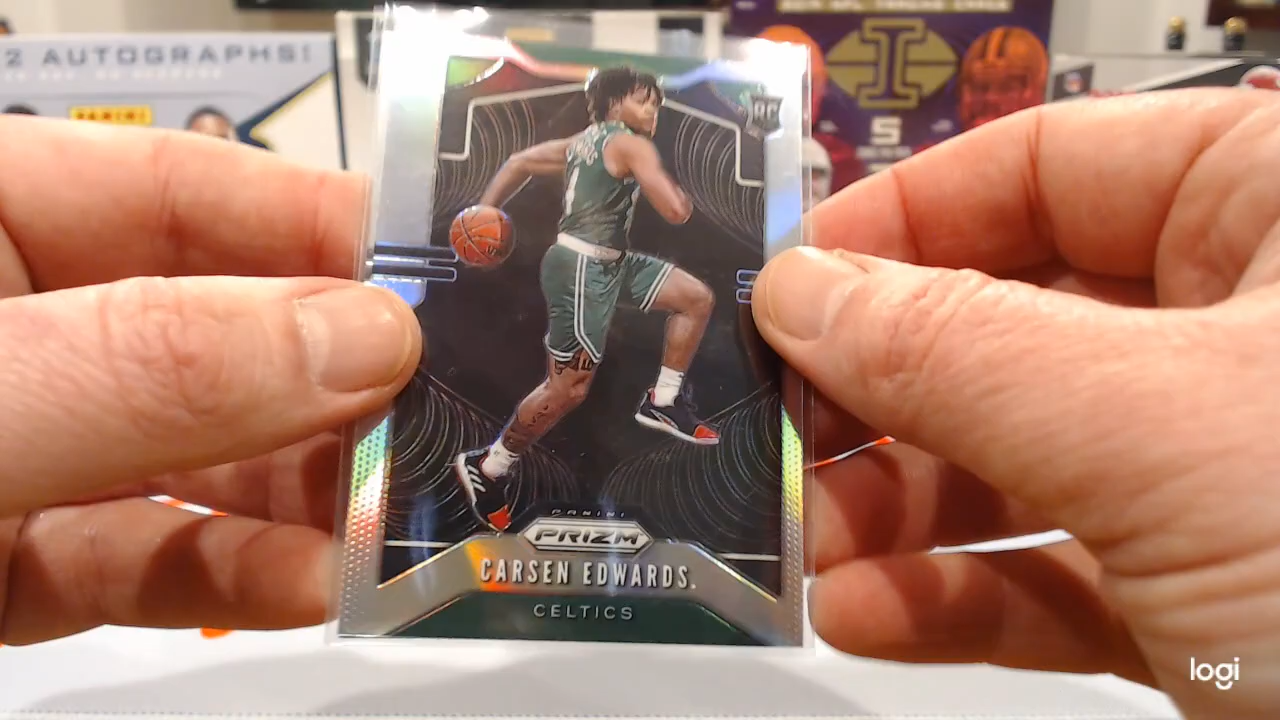 2 AUTOGRAPHS!
PANINI
RC
5
PANINI
PRIZM
CARSEN EDWARDS.
CELTICS
logi